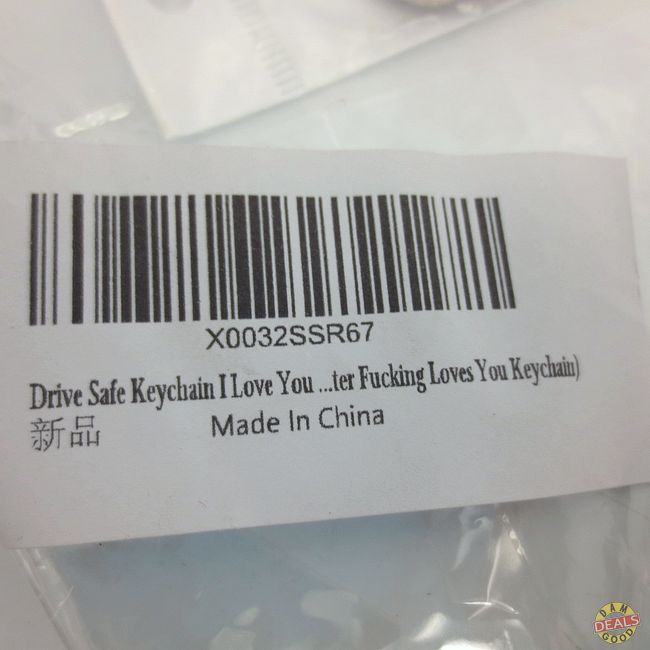 X0032SSR67
Drive Safe Keychain I Love You ...ter Fucking Loves You Keychain)
新品 Made In China
DAM
DEALS
GOOD